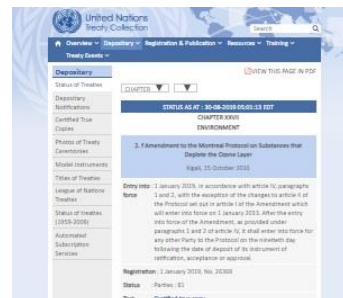 United Nations
Treaty Collection
Search
Overview Depositary Registration & Publication Resources Training
Treaty Events
Depositary
Status of Treaties
Depositary
Notifications
Certified True
Copies
Photos of Treaty
Ceremonies
Model Instruments
Titles of Treaties
League of Nations
Treaties
Status of treaties
(1959-2009)
Automated
Subscription
Services
VIEW THIS PAGE IN PDF
CHAPTER
STATUS AS AT : 30-08-2019 05:01:13 EDT
CHAPTER XXVII
ENVIRONMENT
2. f Amendment to the Montreal Protocol on Substances that
Deplete the Ozone Layer
Kigali, 15 October 2016
Entry into force : 1 January 2019, in accordance with article IV, paragraphs
1 and 2, with the exception of the changes to article 4 of
the Protocol set out in article I of the Amendment which
will enter into force on 1 January 2033. After the entry
into force of the Amendment, as provided under
paragraphs 1 and 2 of article IV, it shall enter into force for
any other Party to the Protocol on the ninetieth day
following the date of deposit of its instrument of
ratification, acceptance or approval.
Registration : 1 January 2019, No. 26369
Status : Parties : 81